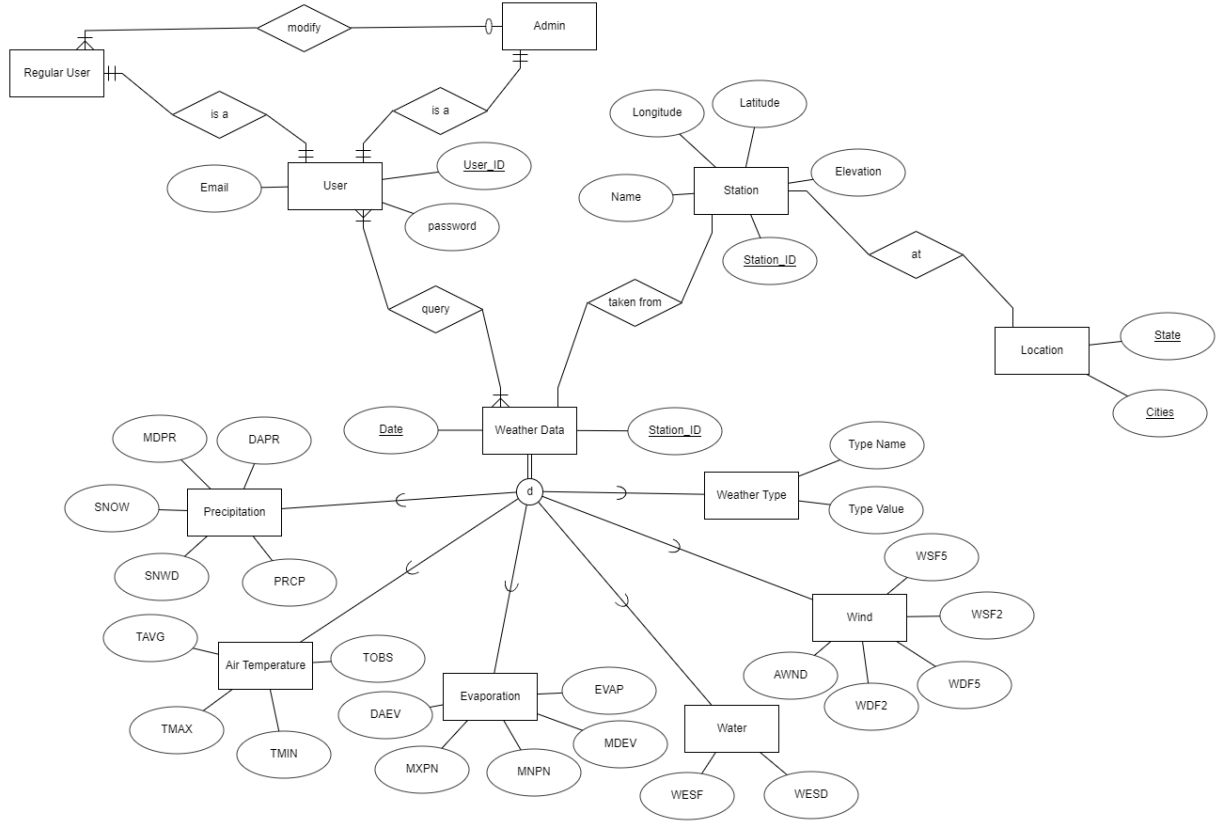 Admin
modify
Regular User
is a
is a
User
Email
User_ID
password
query
Longitude
Latitude
Station
Elevation
Name
Station_ID
at
taken from
Location
State
Cities
Date
Weather Data
Station_ID
d
MDPR
DAPR
SNOW
Precipitation
SNWD
PRCP
Weather Type
Type Name
Type Value
WSF5
Wind
WSF2
AWND
WDF2
WDF5
TAVG
Air Temperature
TOBS
TMAX
TMIN
Evaporation
EVAP
DAEV
MDEV
MXPN
MNPN
Water
WESF
WESD